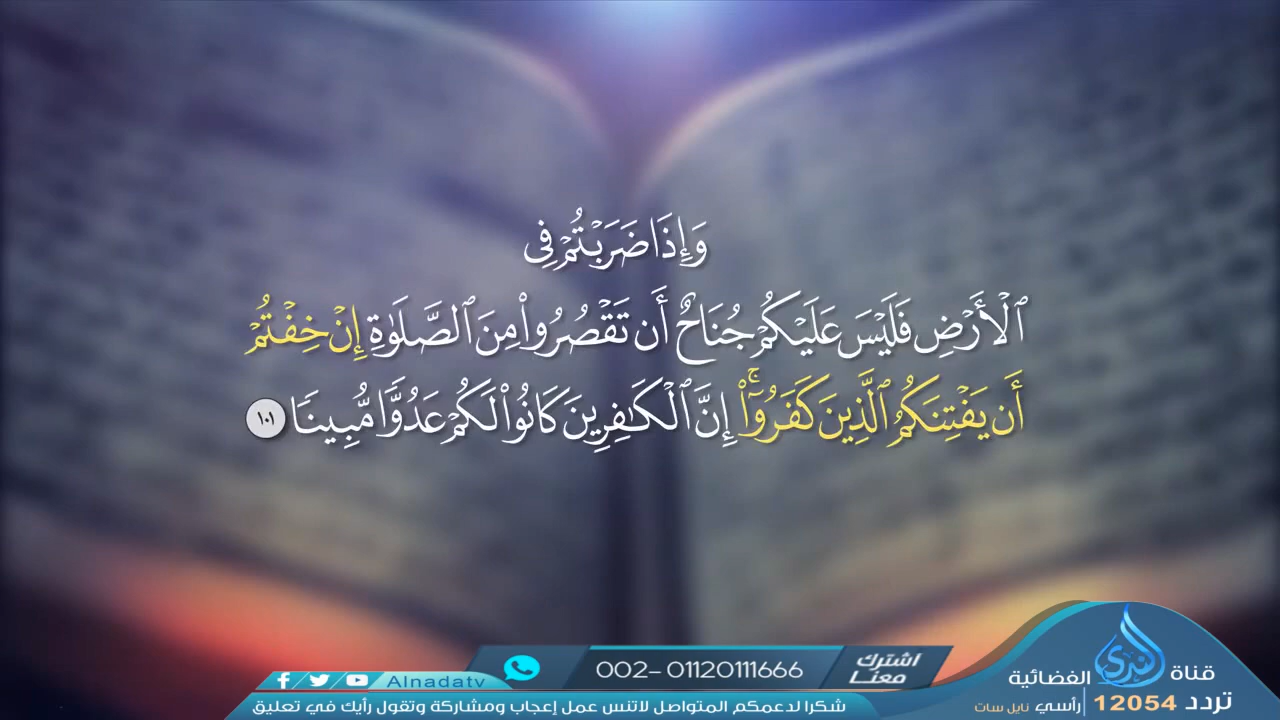 وَإِذَا ضَرَبْتُمْ فِى
ٱلْأَرْضِ فَلَيْسَ عَلَيْكُمْ جُنَاحٌ أَن تَقْصُرُوا۟ مِنَ ٱلصَّلَوٰةِ إِنْ خِفْتُمْ
أَن يَفْتِنَكُمُ ٱلَّذِينَ كَفَرُوٓا۟ ۚ إِنَّ ٱلْكَـٰفِرِينَ كَانُوا۟ لَكُمْ عَدُوًّا مُّبِينًا ١٠١
اشترك معنا
002-01120111666
قناة الندى الفضائية
تردد 12054 رأسي نايل سات
Alnadatv
شكرا لدعمكم المتواصل لاتنس عمل إعجاب ومشاركة وتقول رأيك في تعليق